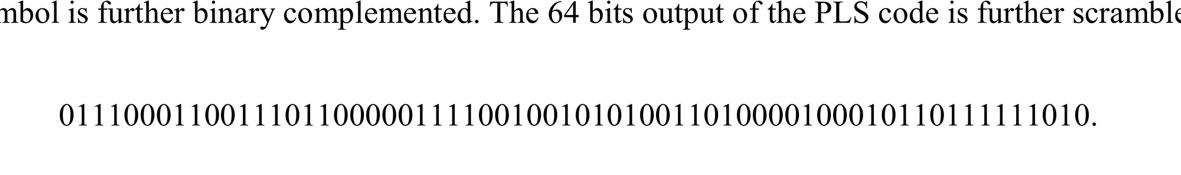 mbol is further binary complemented. The 64 bits output of the PLS code is further scramble
0111000110011101100000111100100101010011010000100010110111111010.